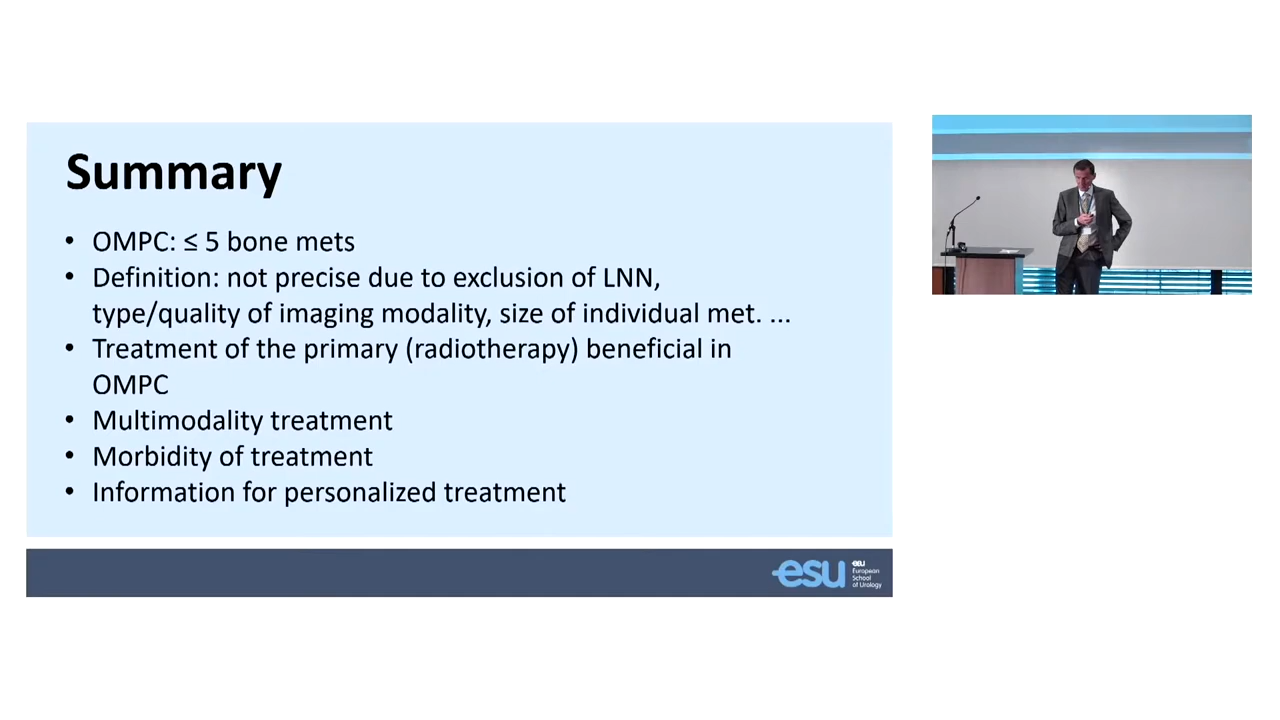 Summary
• OMPC: ≤ 5 bone mets
• Definition: not precise due to exclusion of LNN,
type/quality of imaging modality, size of individual met. ...
• Treatment of the primary (radiotherapy) beneficial in
OMPC
• Multimodality treatment
• Morbidity of treatment
• Information for personalized treatment
esu
eau
European
School
of Urology